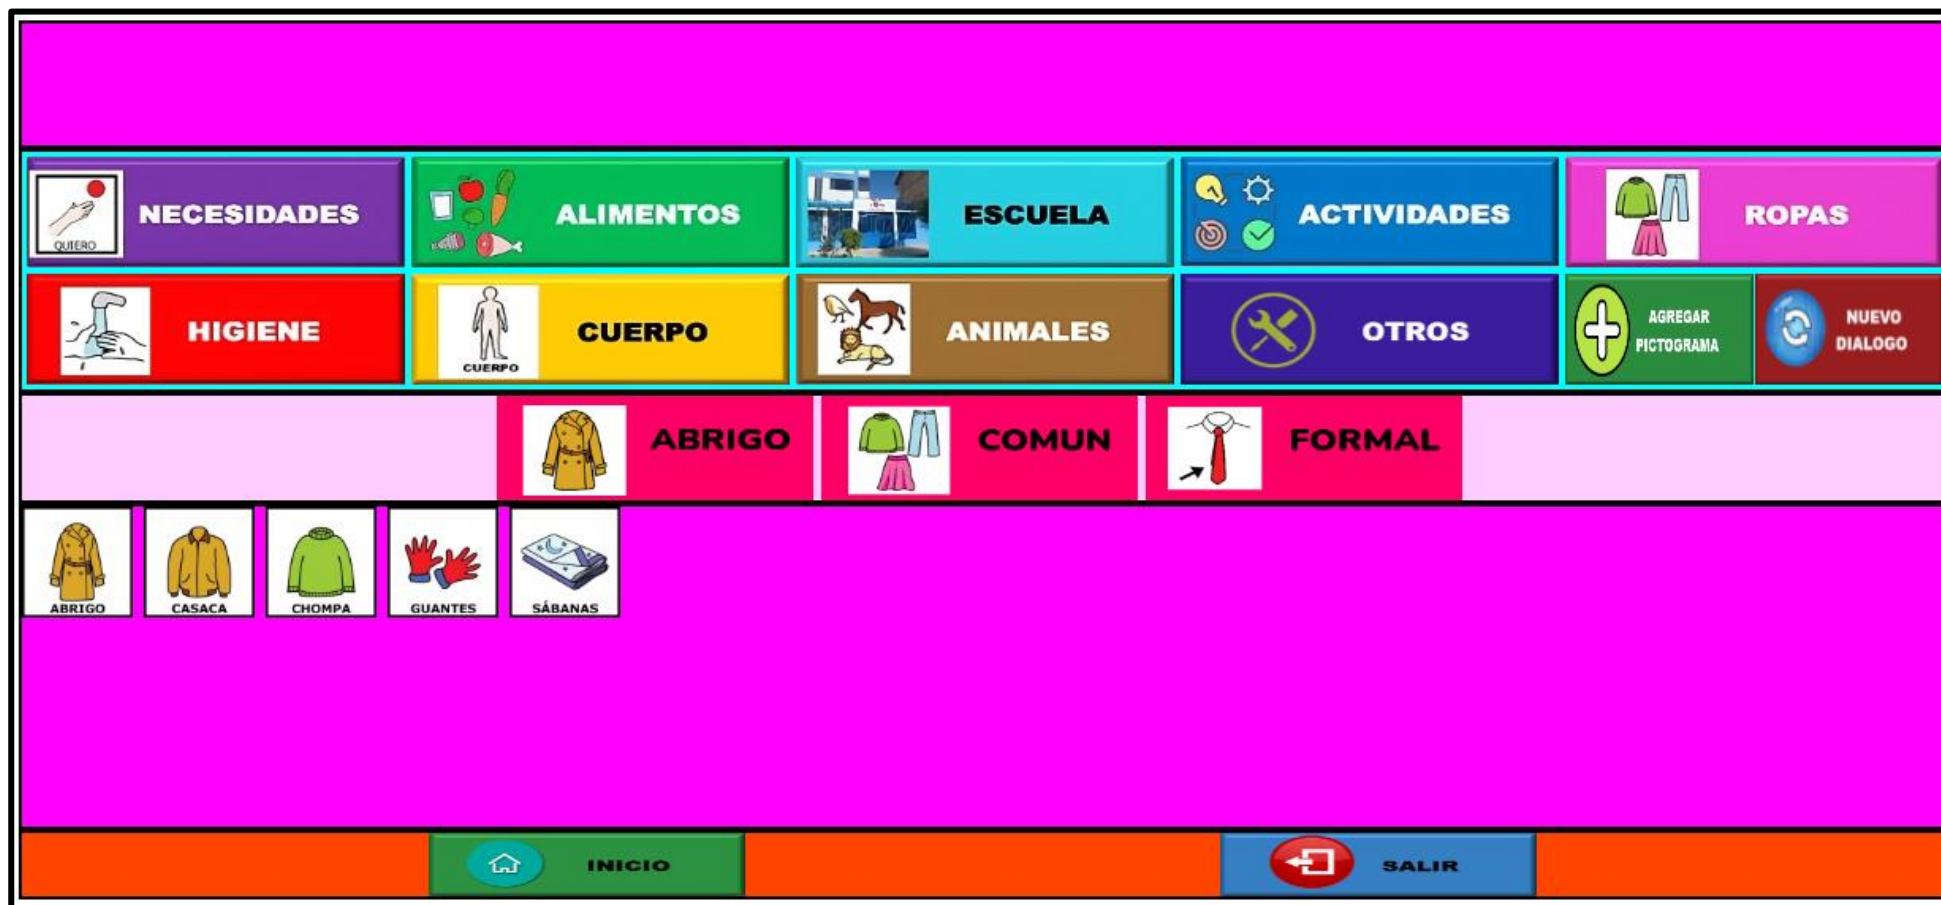 QUIERO
NECESIDADES
ALIMENTOS
ESCUELA
ACTIVIDADES
ROPAS
HIGIENE
CUERPO
CUERPO
ANIMALES
OTROS
AGREGAR
PICTOGRAMA
NUEVO
DIALOGO
ABRIGO
COMUN
FORMAL
ABRIGO
CASACA
CHOMPA
GUANTES
SÁBANAS
INICIO
SALIR